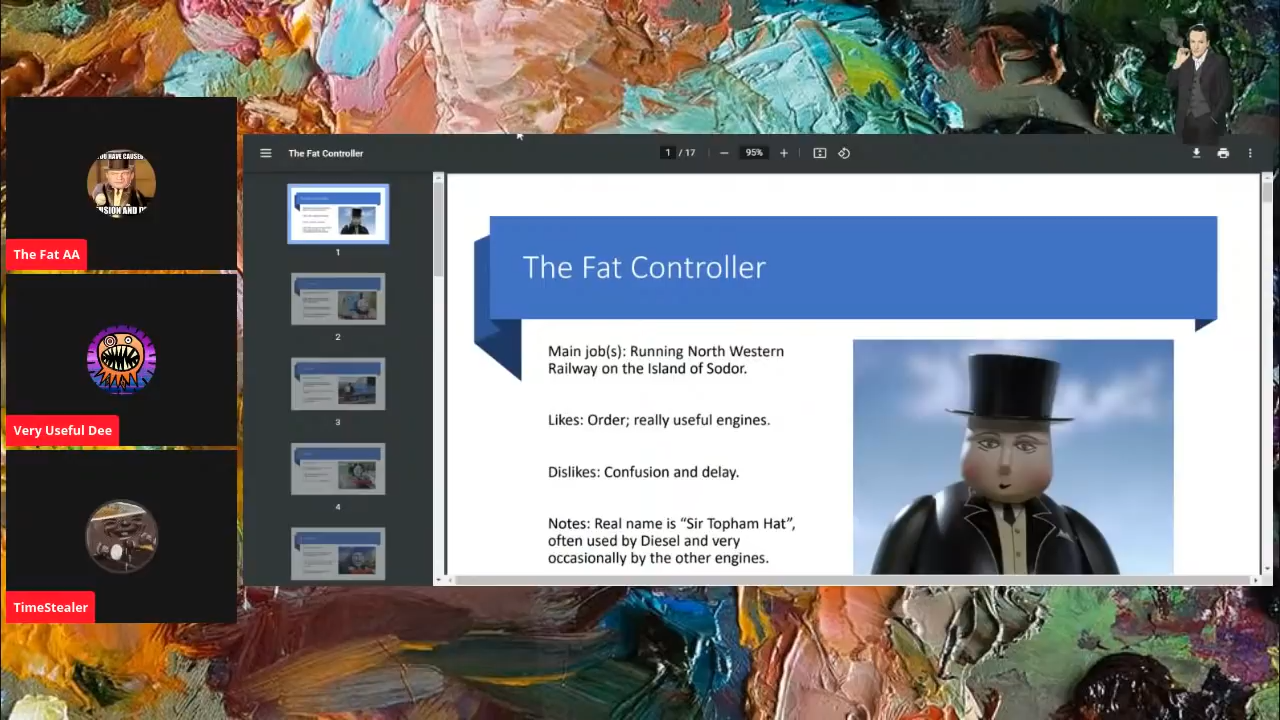 The Fat Controller
1 / 17
95%
YOU HAVE CAUSED
The Fat AA
Very Useful Dee
TimeStealer
1
2
3
4
The Fat Controller
Main job(s): Running North Western
Railway on the Island of Sodor.
Likes: Order; really useful engines.
Dislikes: Confusion and delay.
Notes: Real name is “Sir Topham Hat”,
often used by Diesel and very
occasionally by the other engines.